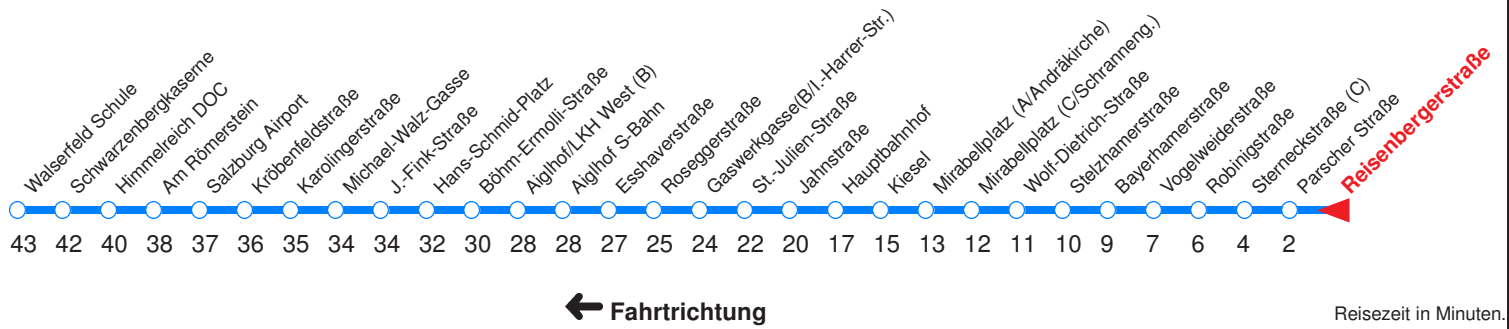 Walserfeld Schule
Schwarzenbergkaserne
Himmelreich DOC
Am Römerstein
Salzburg Airport
Kröbenfeldstraße
Karolingerstraße
Michael-Walz-Gasse
J.-Fink-Straße
Hans-Schmid-Platz
Böhm-Ermolli-Straße
Aiglhof/LKH West (B)
Aiglhof S-Bahn
Esshaverstraße
Roseggerstraße
Gaswerkgasse(B/I.-Harrer-Str.)
St.-Julien-Straße
Jahnstraße
Hauptbahnhof
Kiesel
Mirabellplatz (A/Andräkirche)
Mirabellplatz (C/Schranneng.)
Wolf-Dietrich-Straße
Stelzhamerstraße
Bayerhamerstraße
Vogelweiderstraße
Robinigstraße
Sterneckstraße (C)
Parscher Straße
Reisenbergerstraße
43 42 40 38 37 36 35 34 34 32 30 28 28 27 25 24 22 20 17 15 13 12 11 10 9 7 6 4 2
Fahrtrichtung
Reisezeit in Minuten.